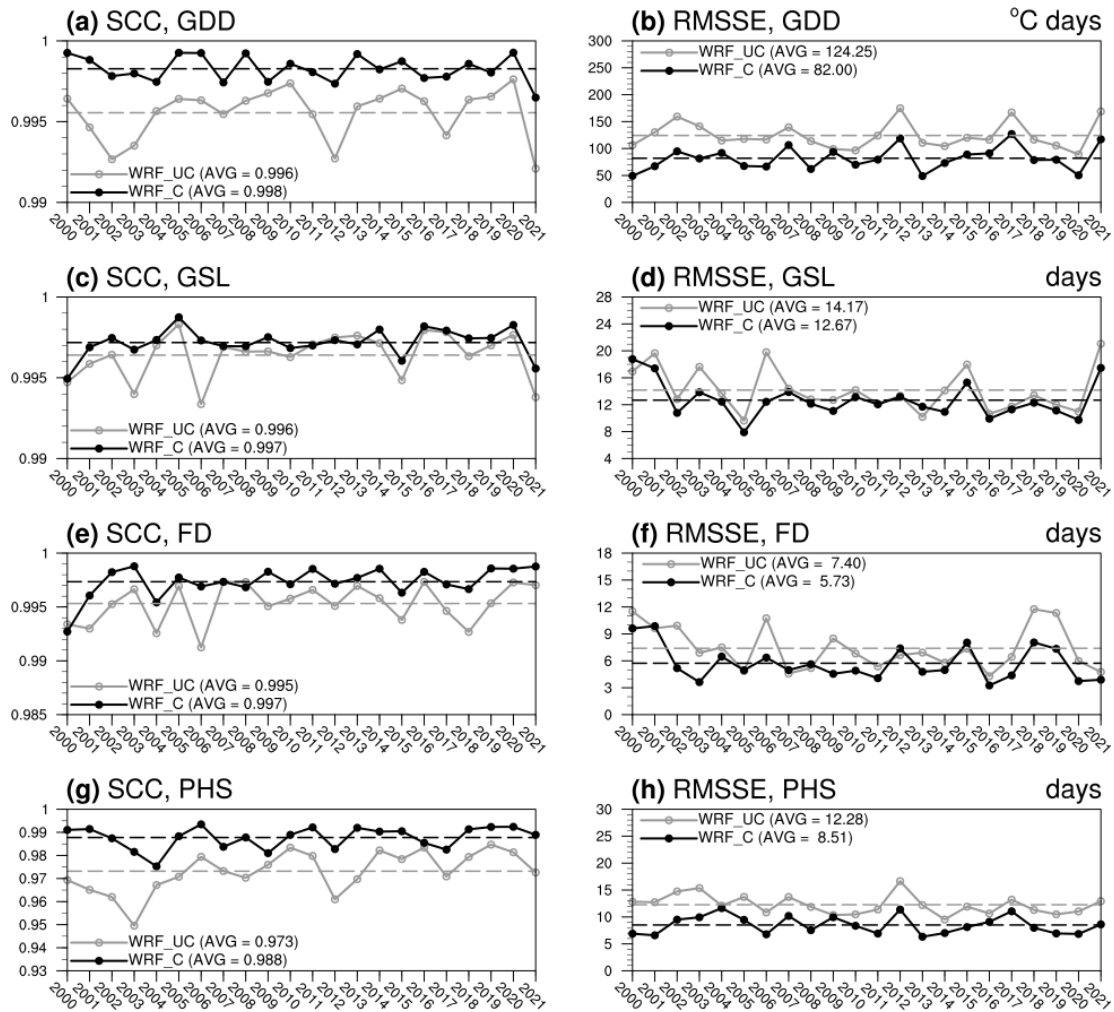 (a) SCC, GDD
1
0.995
0.99
WRF_UC (AVG = 0.996)
WRF_C (AVG = 0.998)
2000 2001 2002 2003 2004 2005 2006 2007 2008 2009 2010 2011 2012 2013 2014 2015 2016 2017 2018 2019 2020 2021
(b) RMSSE, GDD °C days
300
250
200
150
100
50
0
WRF_UC (AVG = 124.25)
WRF_C (AVG = 82.00)
2000 2001 2002 2003 2004 2005 2006 2007 2008 2009 2010 2011 2012 2013 2014 2015 2016 2017 2018 2019 2020 2021
(c) SCC, GSL
1
0.995
0.99
WRF_UC (AVG = 0.996)
WRF_C (AVG = 0.997)
2000 2001 2002 2003 2004 2005 2006 2007 2008 2009 2010 2011 2012 2013 2014 2015 2016 2017 2018 2019 2020 2021
(d) RMSSE, GSL days
28
24
20
16
12
8
4
WRF_UC (AVG = 14.17)
WRF_C (AVG = 12.67)
2000 2001 2002 2003 2004 2005 2006 2007 2008 2009 2010 2011 2012 2013 2014 2015 2016 2017 2018 2019 2020 2021
(e) SCC, FD
1
0.995
0.99
0.985
WRF_UC (AVG = 0.995)
WRF_C (AVG = 0.997)
2000 2001 2002 2003 2004 2005 2006 2007 2008 2009 2010 2011 2012 2013 2014 2015 2016 2017 2018 2019 2020 2021
(f) RMSSE, FD days
18
15
12
9
6
3
0
WRF_UC (AVG = 7.40)
WRF_C (AVG = 5.73)
2000 2001 2002 2003 2004 2005 2006 2007 2008 2009 2010 2011 2012 2013 2014 2015 2016 2017 2018 2019 2020 2021
(g) SCC, PHS
1
0.99
0.98
0.97
0.96
0.95
0.94
0.93
WRF_UC (AVG = 0.973)
WRF_C (AVG = 0.988)
2000 2001 2002 2003 2004 2005 2006 2007 2008 2009 2010 2011 2012 2013 2014 2015 2016 2017 2018 2019 2020 2021
(h) RMSSE, PHS days
30
25
20
15
10
5
0
WRF_UC (AVG = 12.28)
WRF_C (AVG = 8.51)
2000 2001 2002 2003 2004 2005 2006 2007 2008 2009 2010 2011 2012 2013 2014 2015 2016 2017 2018 2019 2020 2021